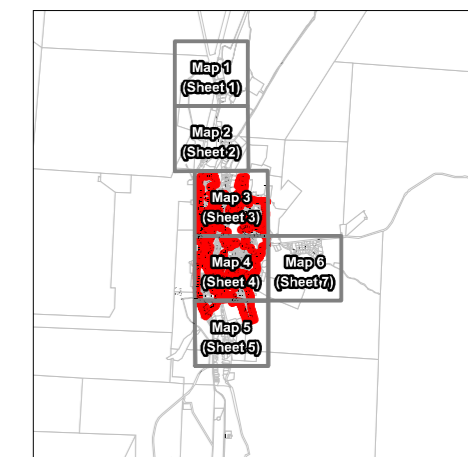 Map 1
(Sheet 1)
Map 2
(Sheet 2)
Map 3
(Sheet 3)
Map 4
(Sheet 4)
Map 6
(Sheet 7)
Map 5
(Sheet 5)